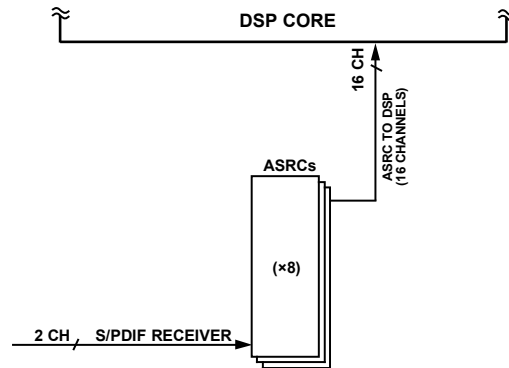 DSP CORE
16 CH
ASRC TO DSP
(16 CHANNELS)
ASRCs
(×8)
2 CH
S/PDIF RECEIVER